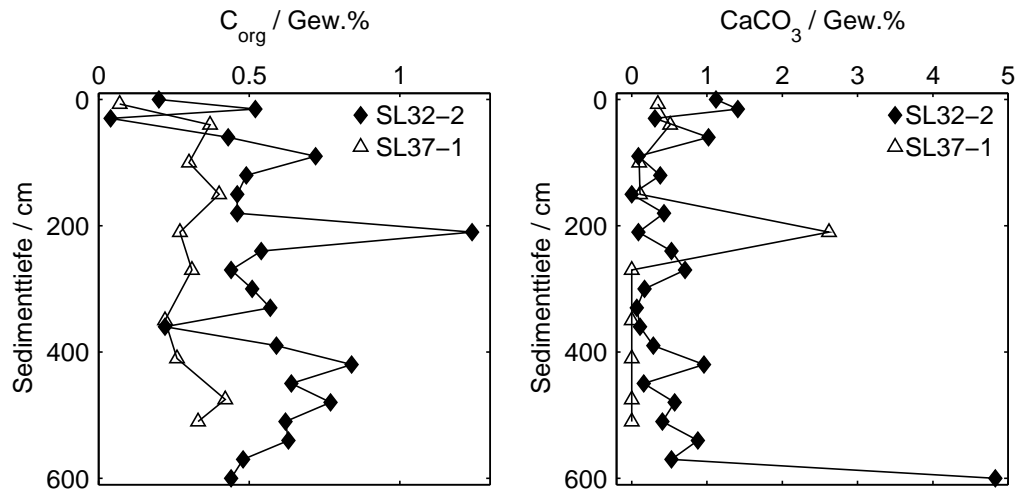 C_org / Gew.%
0 0.5 1
0
200
400
600
Sedimenttiefe / cm
SL32−2
SL37−1
CaCO_3 / Gew.%
0 1 2 3 4 5
0
200
400
600
Sedimenttiefe / cm
SL32−2
SL37−1